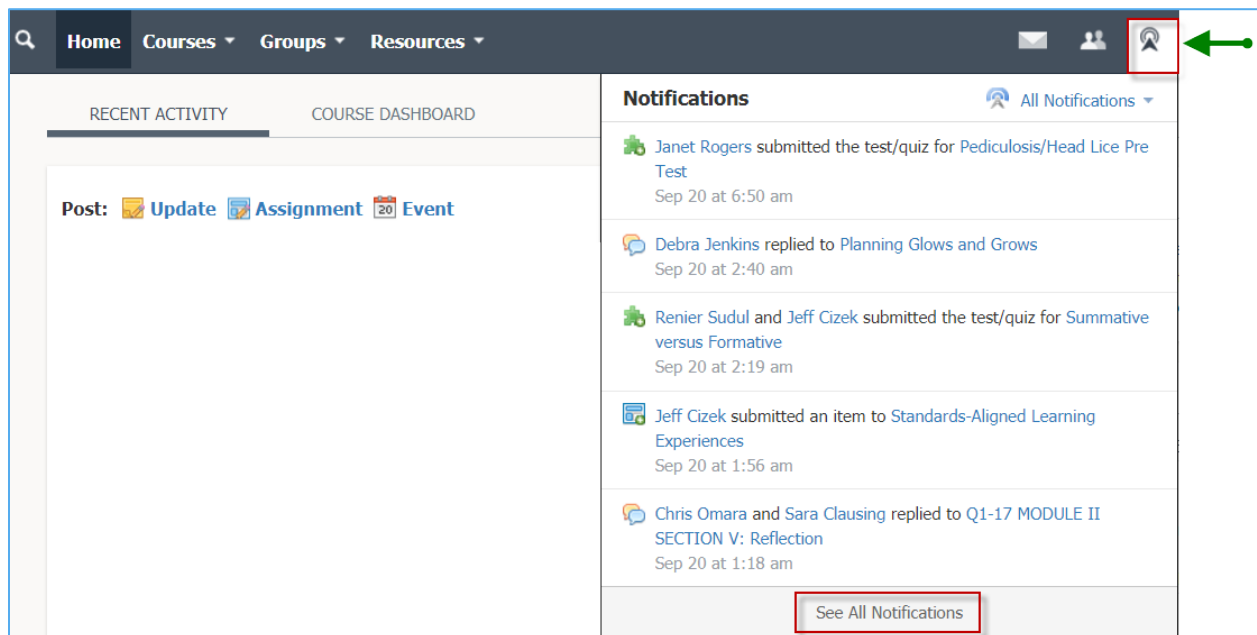 Home Courses Groups Resources
RECENT ACTIVITY COURSE DASHBOARD
Post: Update Assignment 20 Event
Notifications All Notifications
Janet Rogers submitted the test/quiz for Pediculosis/Head Lice Pre
Test
Sep 20 at 6:50 am
Debra Jenkins replied to Planning Glows and Grows
Sep 20 at 2:40 am
Renier Sudul and Jeff Cizek submitted the test/quiz for Summative
versus Formative
Sep 20 at 2:19 am
Jeff Cizek submitted an item to Standards-Aligned Learning
Experiences
Sep 20 at 1:56 am
Chris Omara and Sara Clausing replied to Q1-17 MODULE II
SECTION V: Reflection
Sep 20 at 1:18 am
See All Notifications